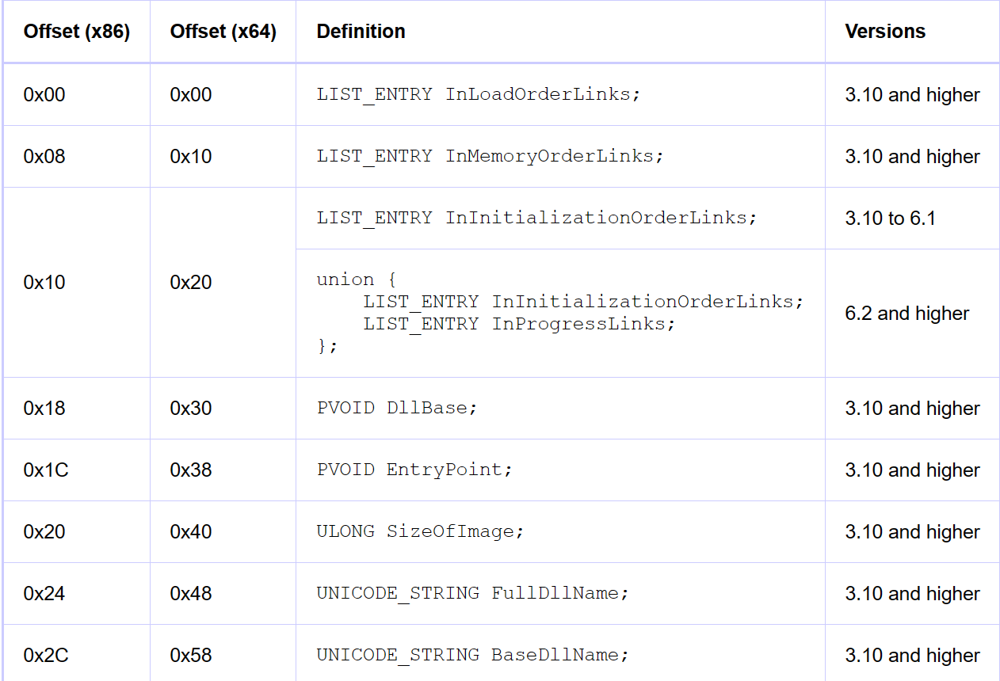 Offset (x86) Offset (x64) Definition Versions
0x00 0x00 LIST_ENTRY InLoadOrderLinks; 3.10 and higher
0x08 0x10 LIST_ENTRY InMemoryOrderLinks; 3.10 and higher
0x10 0x20 LIST_ENTRY InInitializationOrderLinks; 3.10 to 6.1
union {
    LIST_ENTRY InInitializationOrderLinks;
    LIST_ENTRY InProgressLinks;
}; 6.2 and higher
0x18 0x30 PVOID DllBase; 3.10 and higher
0x1C 0x38 PVOID EntryPoint; 3.10 and higher
0x20 0x40 ULONG SizeOfImage; 3.10 and higher
0x24 0x48 UNICODE_STRING FullDllName; 3.10 and higher
0x2C 0x58 UNICODE_STRING BaseDllName; 3.10 and higher